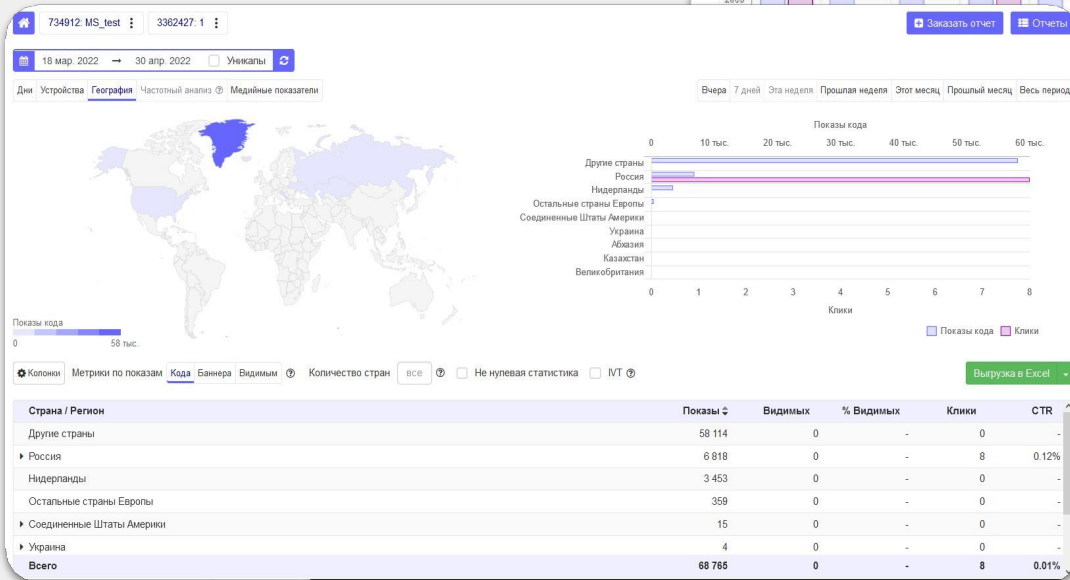 2000
734912: MS_test
3362427: 1
Заказать отчет
Отчеты
18 мар. 2022 → 30 апр. 2022
Уникалы
Дни Устройства География Частотный анализ Медийные показатели
Вчера 7 дней Эта неделя Прошлая неделя Этот месяц Прошлый месяц Весь период
Показы кода
0 10 тыс. 20 тыс. 30 тыс. 40 тыс. 50 тыс. 60 тыс.
Другие страны
Россия
Нидерланды
Остальные страны Европы
Соединенные Штаты Америки
Украина
Абхазия
Казахстан
Великобритания
0 1 2 3 4 5 6 7 8
Клики
Показы кода
0 58 тыс.
Показы кода Клики
Колонки Метрики по показам Кода Баннера Видимым ? Количество стран все ? Не нулевая статистика IVT ?
Выгрузка в Excel
Страна / Регион Показы Видимых % Видимых Клики CTR
Другие страны 58 114 0 - 0 -
Россия 6 818 0 - 8 0.12%
Нидерланды 3 453 0 - 0 -
Остальные страны Европы 359 0 - 0 -
Соединенные Штаты Америки 15 0 - 0 -
Украина 4 0 - 0 -
Всего 68 765 0 - 8 0.01%